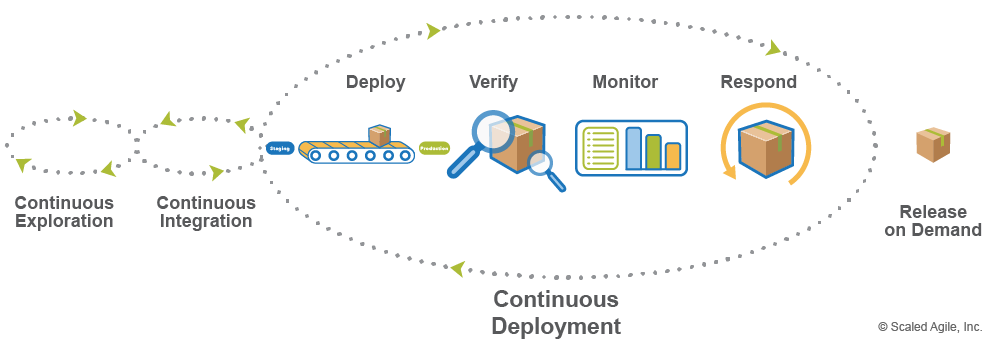 Deploy
Verify
Monitor
Respond
Staging
Production
Continuous
Exploration
Continuous
Integration
Release
on Demand
Continuous
Deployment
© Scaled Agile, Inc.